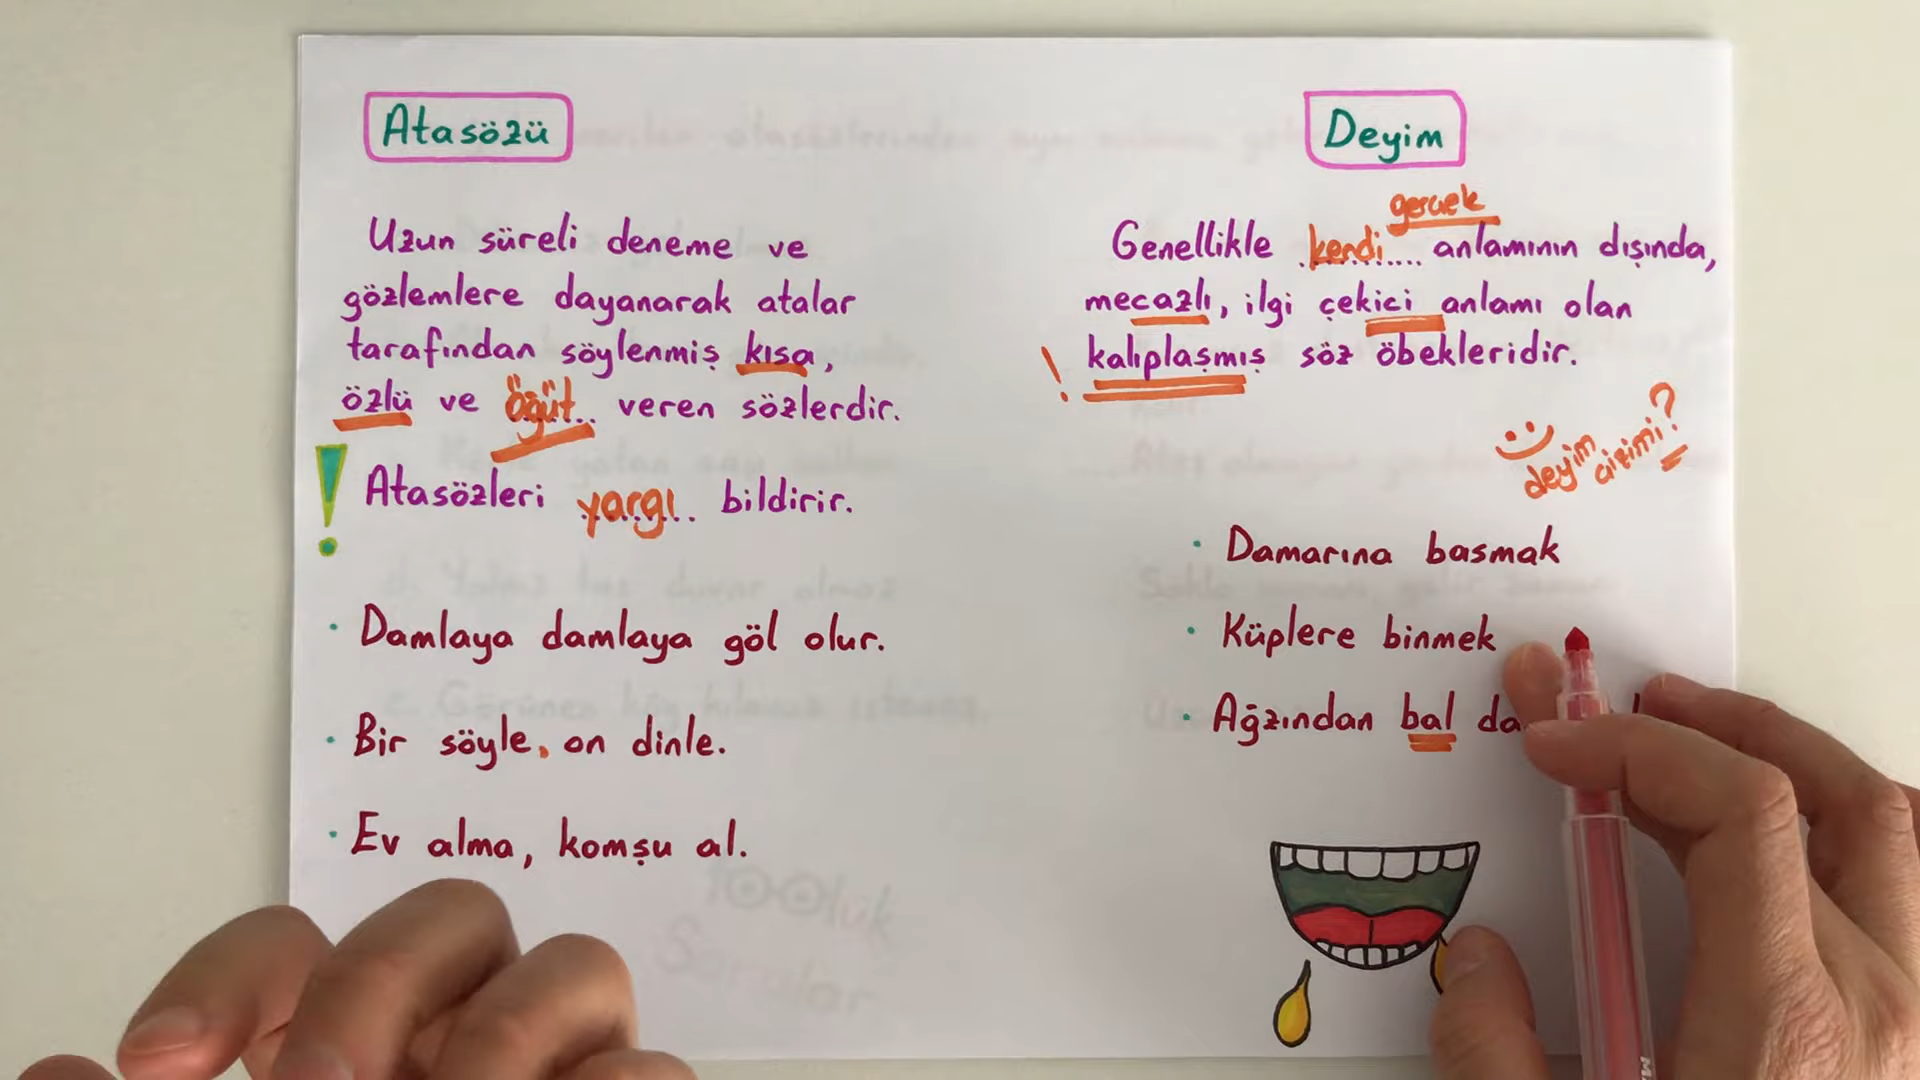 Atasözü
Uzun süreli deneme ve
gözlemlere dayanarak atalar
tarafından söylenmiş kısa,
özlü ve öğüt veren sözlerdir.
! Atasözleri yargı bildirir.
• Damlaya damlaya göl olur.
• Bir söyle, on dinle.
• Ev alma, komşu al.
Deyim
gerçek
Genellikle kendi anlamının dışında,
mecazlı, ilgi çekici anlamı olan
! kalıplaşmış söz öbekleridir.
deyim
çizimi?
• Damarına basmak
• Küplere binmek
• Ağzından bal